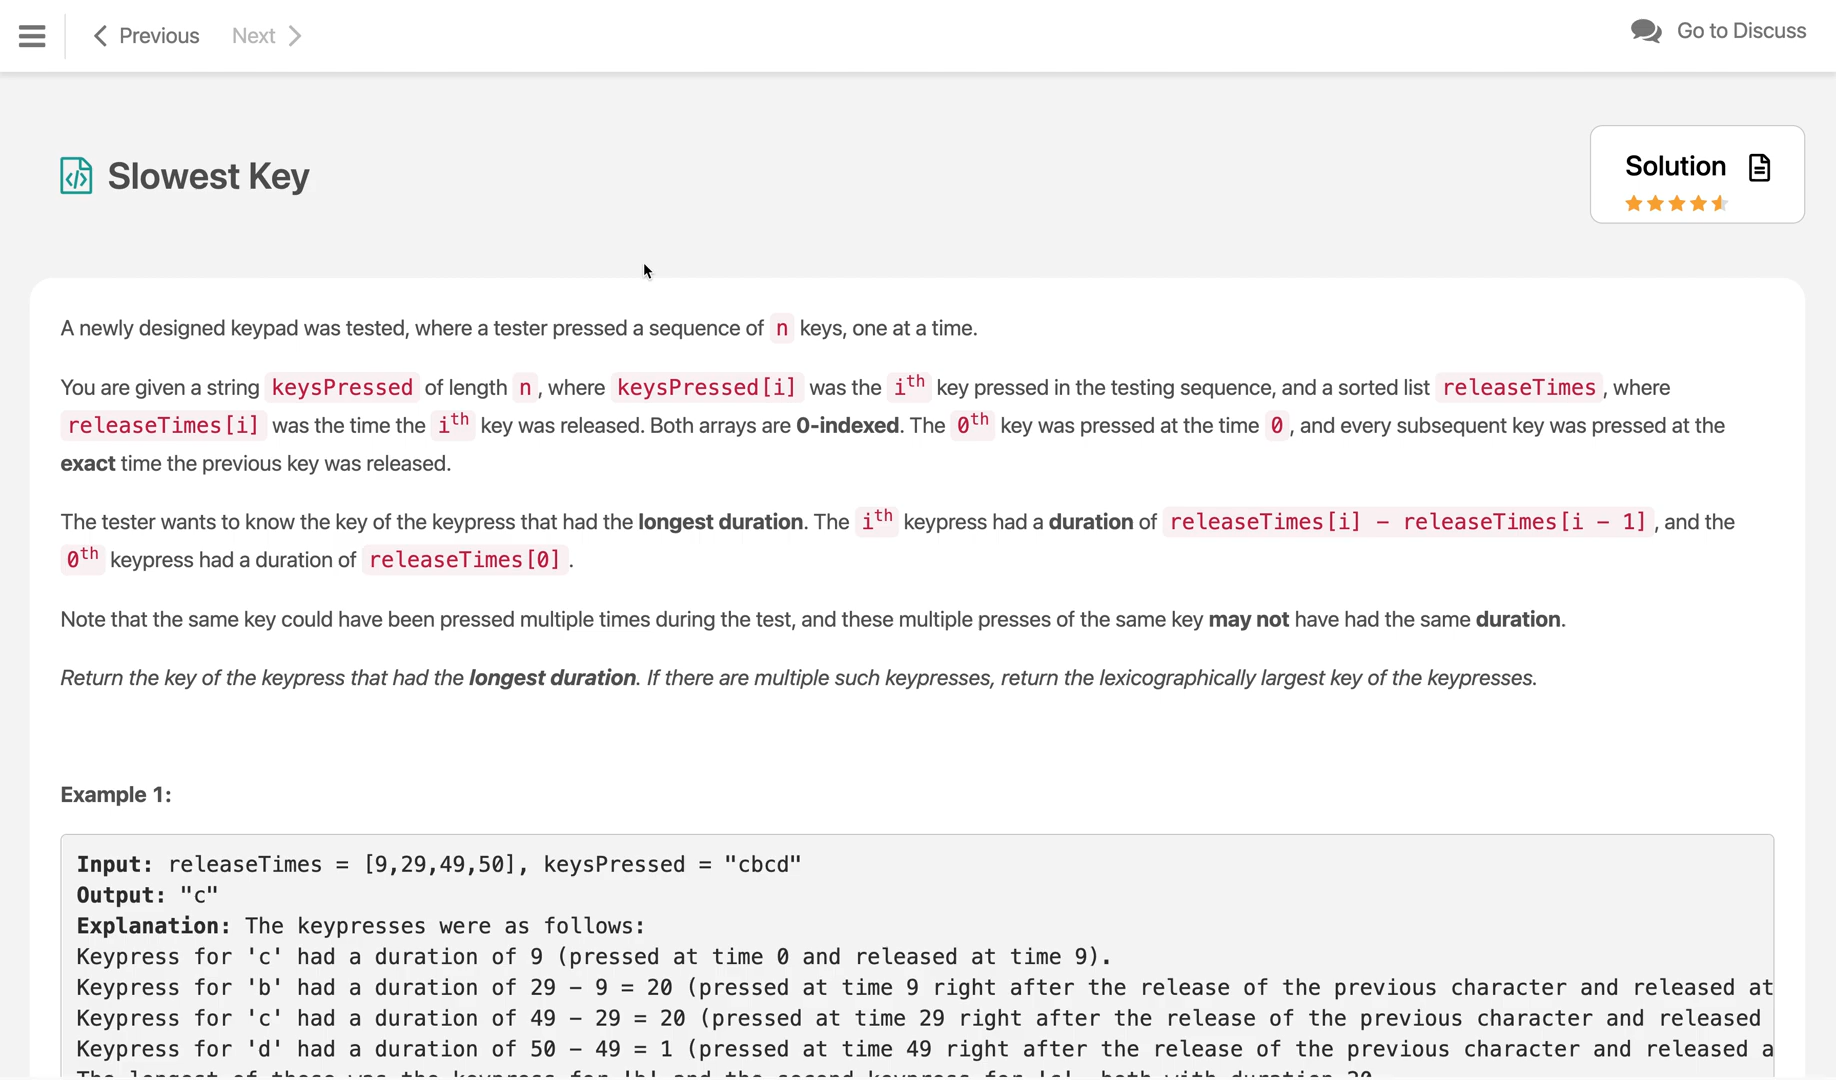 Previous Next Go to Discuss
Slowest Key
Solution
A newly designed keypad was tested, where a tester pressed a sequence of n keys, one at a time.
You are given a string keysPressed of length n, where keysPressed[i] was the ith key pressed in the testing sequence, and a sorted list releaseTimes, where
releaseTimes[i] was the time the ith key was released. Both arrays are 0-indexed. The 0th key was pressed at the time 0, and every subsequent key was pressed at the
exact time the previous key was released.
The tester wants to know the key of the keypress that had the longest duration. The ith keypress had a duration of releaseTimes[i] - releaseTimes[i - 1], and the
0th keypress had a duration of releaseTimes[0].
Note that the same key could have been pressed multiple times during the test, and these multiple presses of the same key may not have had the same duration.
Return the key of the keypress that had the longest duration. If there are multiple such keypresses, return the lexicographically largest key of the keypresses.
Example 1:
Input: releaseTimes = [9,29,49,50], keysPressed = "cbcd"
Output: "c"
Explanation: The keypresses were as follows:
Keypress for 'c' had a duration of 9 (pressed at time 0 and released at time 9).
Keypress for 'b' had a duration of 29 - 9 = 20 (pressed at time 9 right after the release of the previous character and released at
Keypress for 'c' had a duration of 49 - 29 = 20 (pressed at time 29 right after the release of the previous character and released
Keypress for 'd' had a duration of 50 - 49 = 1 (pressed at time 49 right after the release of the previous character and released a